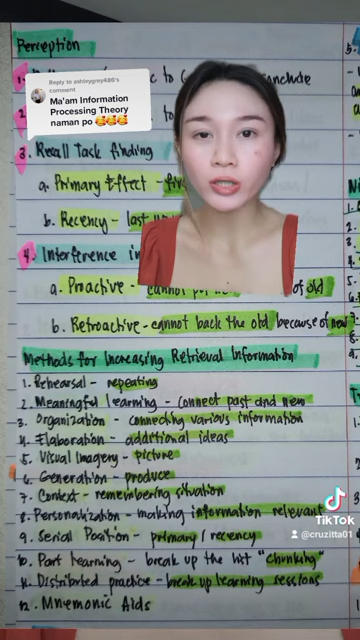 Perception
Reply to ashleygrey486's
comment
Ma'am Information
Processing Theory
naman po 🥰🥰🥰
to
clude
to
3. Recall Task finding
a. Primary Effect - 
b. Recency - last
4. Interference in
a. Proactive - cannot of old
b. Retroactive - cannot back the old because of new
Methods for Increasing Retrieval Information
1. Rehearsal - repeating
2. Meaningful learning - connect past and new
3. Organization - connecting various information
4. Elaboration - additional ideas
5. Visual Imagery - picture
6. Generation - produce
7. Context - remembering situation
8. Personalization - making information relevant
9. Serial Position - primary / recency
10. Part learning - break up the list "chunking"
11. Distributed practice - break up learning sessions
12. Mnemonic Aids
TikTok
@cruzitta01